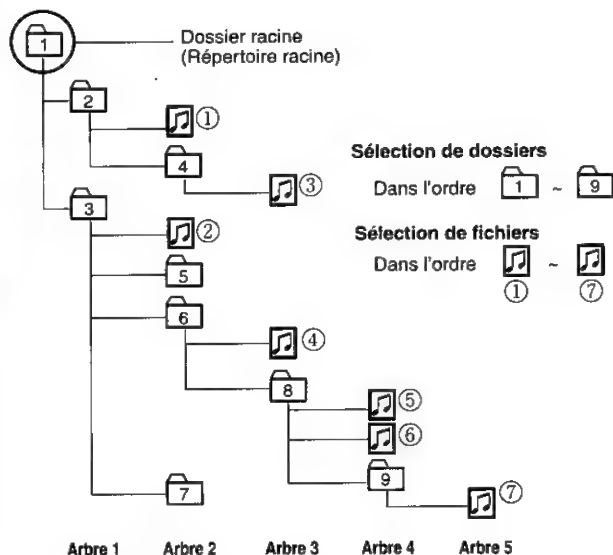 1
Dossier racine
(Répertoire racine)
2
①
4
③
Sélection de dossiers
Dans l'ordre 1 ~ 9
3
②
5
Sélection de fichiers
Dans l'ordre ~
① ⑦
6
④
8
⑤
⑥
9
7
⑦
Arbre 1 Arbre 2 Arbre 3 Arbre 4 Arbre 5